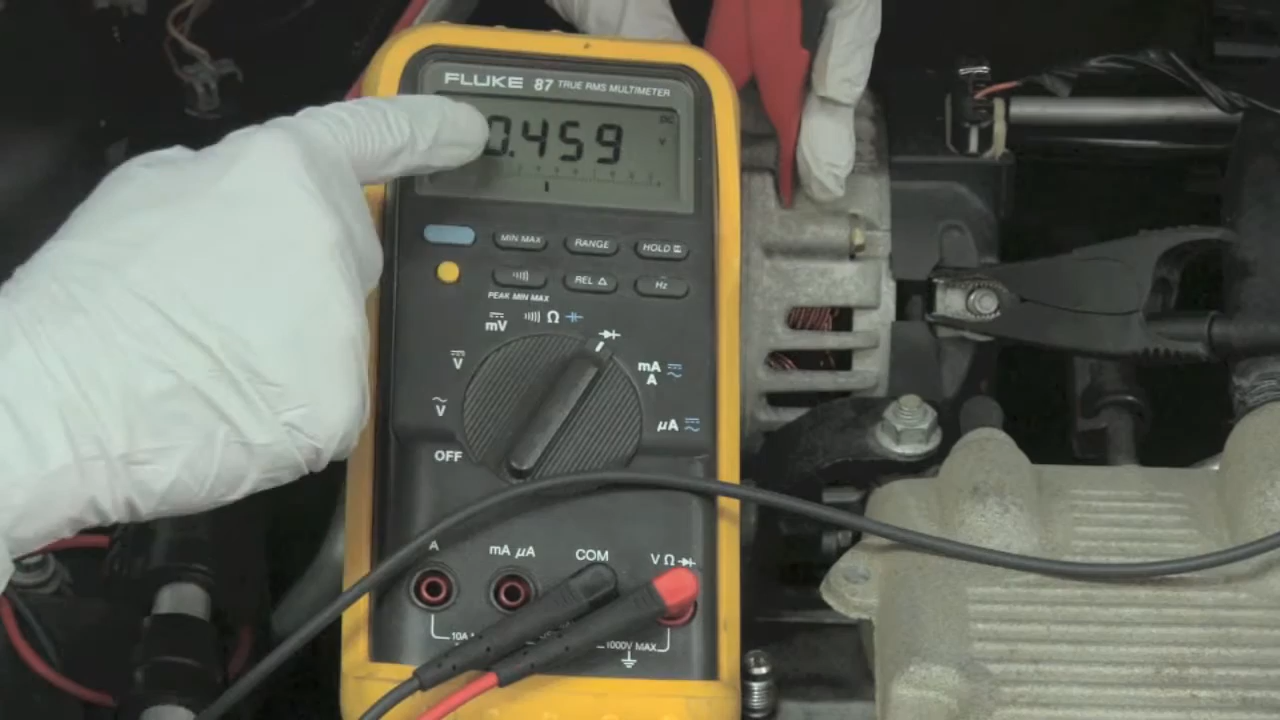 FLUKE 87 TRUE RMS MULTIMETER
DC
0.459 V
MIN MAX RANGE HOLD
REL △ Hz
PEAK MIN MAX
mV Ω
V
mA
A
V
µA
OFF
A mA µA COM V Ω
10A
1000V MAX